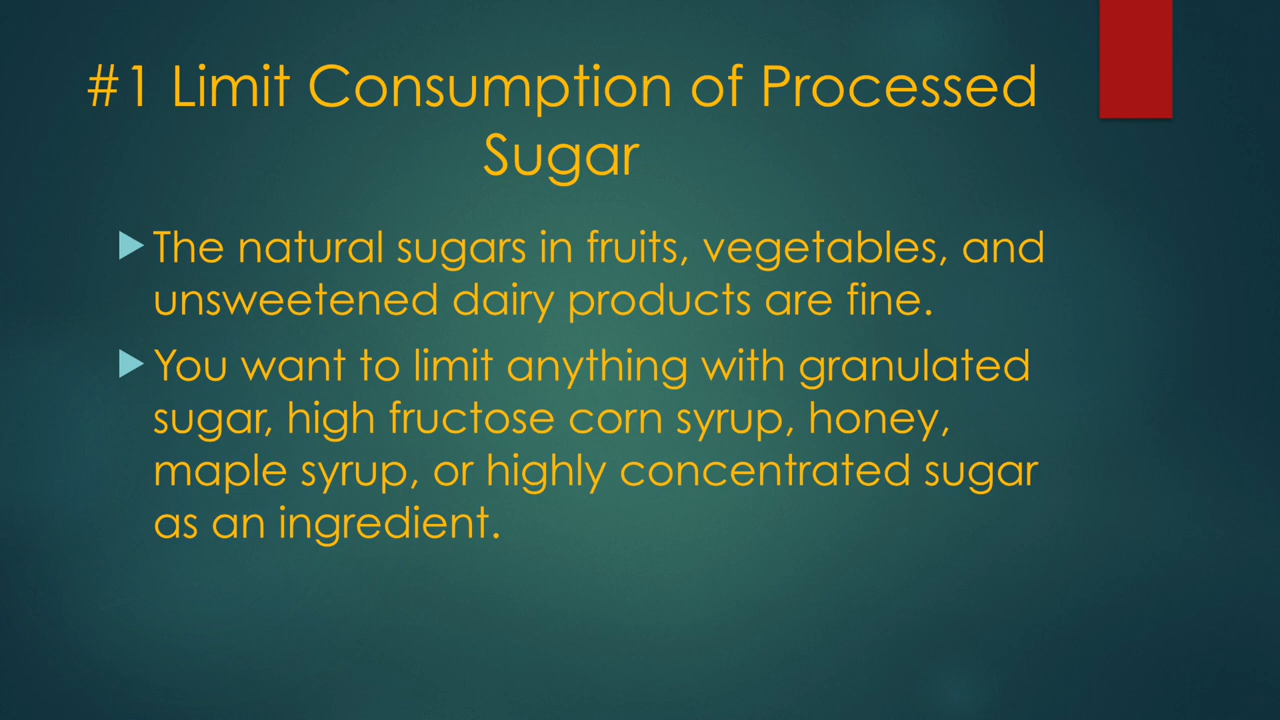 #1 Limit Consumption of Processed
Sugar
The natural sugars in fruits, vegetables, and
unsweetened dairy products are fine.
You want to limit anything with granulated
sugar, high fructose corn syrup, honey,
maple syrup, or highly concentrated sugar
as an ingredient.